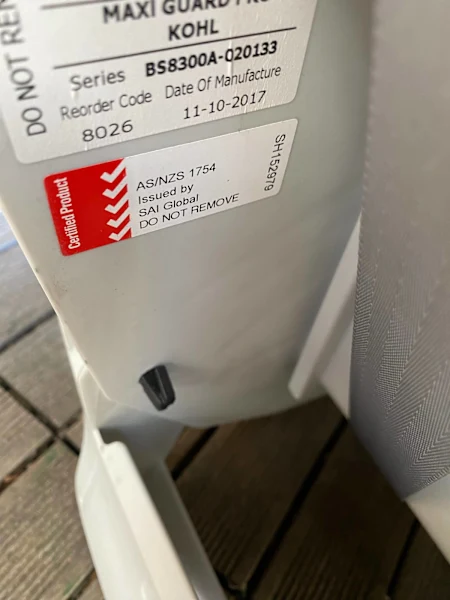 DO NOT REM
MAXI GUARD PRO
KOHL
Series BS8300A-020133
Reorder Code Date Of Manufacture
8026 11-10-2017
Certified Product
AS/NZS 1754
Issued by
SAI Global
DO NOT REMOVE
SH152979